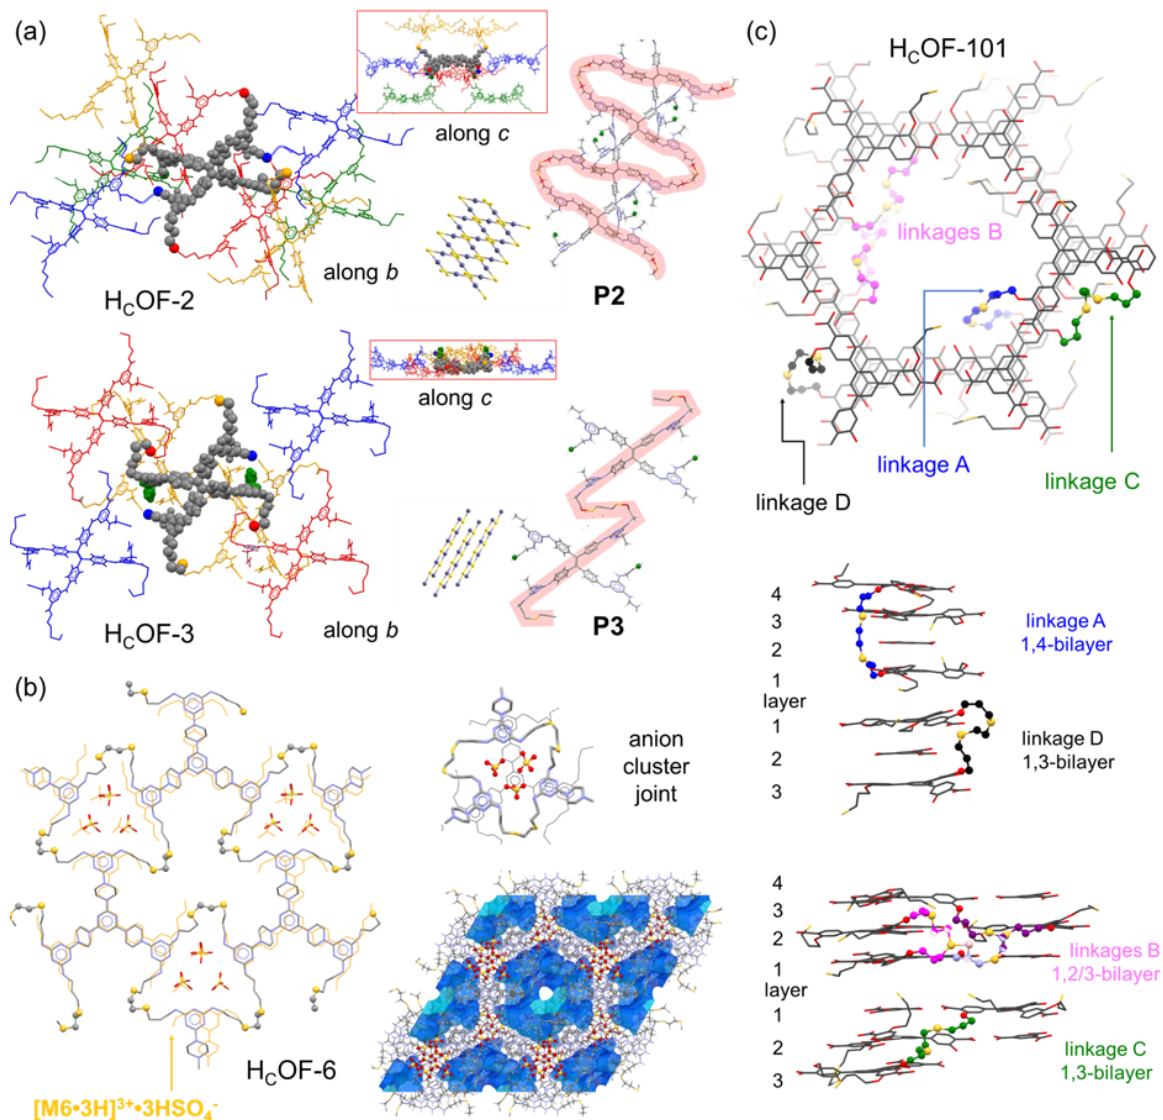 (a)
along c
along b
HCOF-2
P2
along c
HCOF-3
along b
P3
(b)
anion
cluster
joint
HCOF-6
[M6•3H]3+•3HSO4-
(c)
HCOF-101
linkages B
linkage A
linkage C
linkage D
4
3
2
1
layer
linkage A
1,4-bilayer
1
2
3
linkage D
1,3-bilayer
4
3
2
1
layer
linkages B
1,2/3-bilayer
1
2
3
linkage C
1,3-bilayer